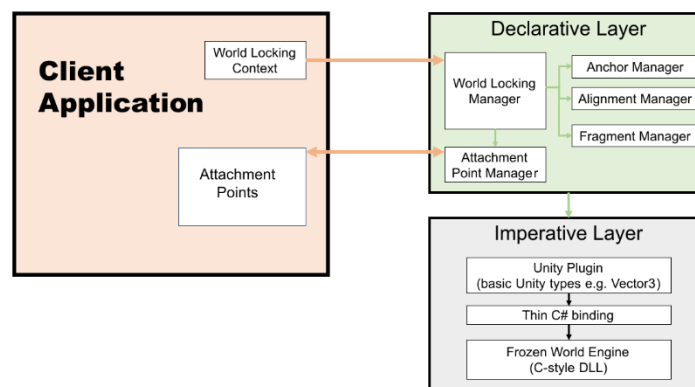 Client
Application
World Locking
Context
Attachment
Points
Declarative Layer
World Locking
Manager
Anchor Manager
Alignment Manager
Fragment Manager
Attachment
Point Manager
Imperative Layer
Unity Plugin
(basic Unity types e.g. Vector3)
Thin C# binding
Frozen World Engine
(C-style DLL)